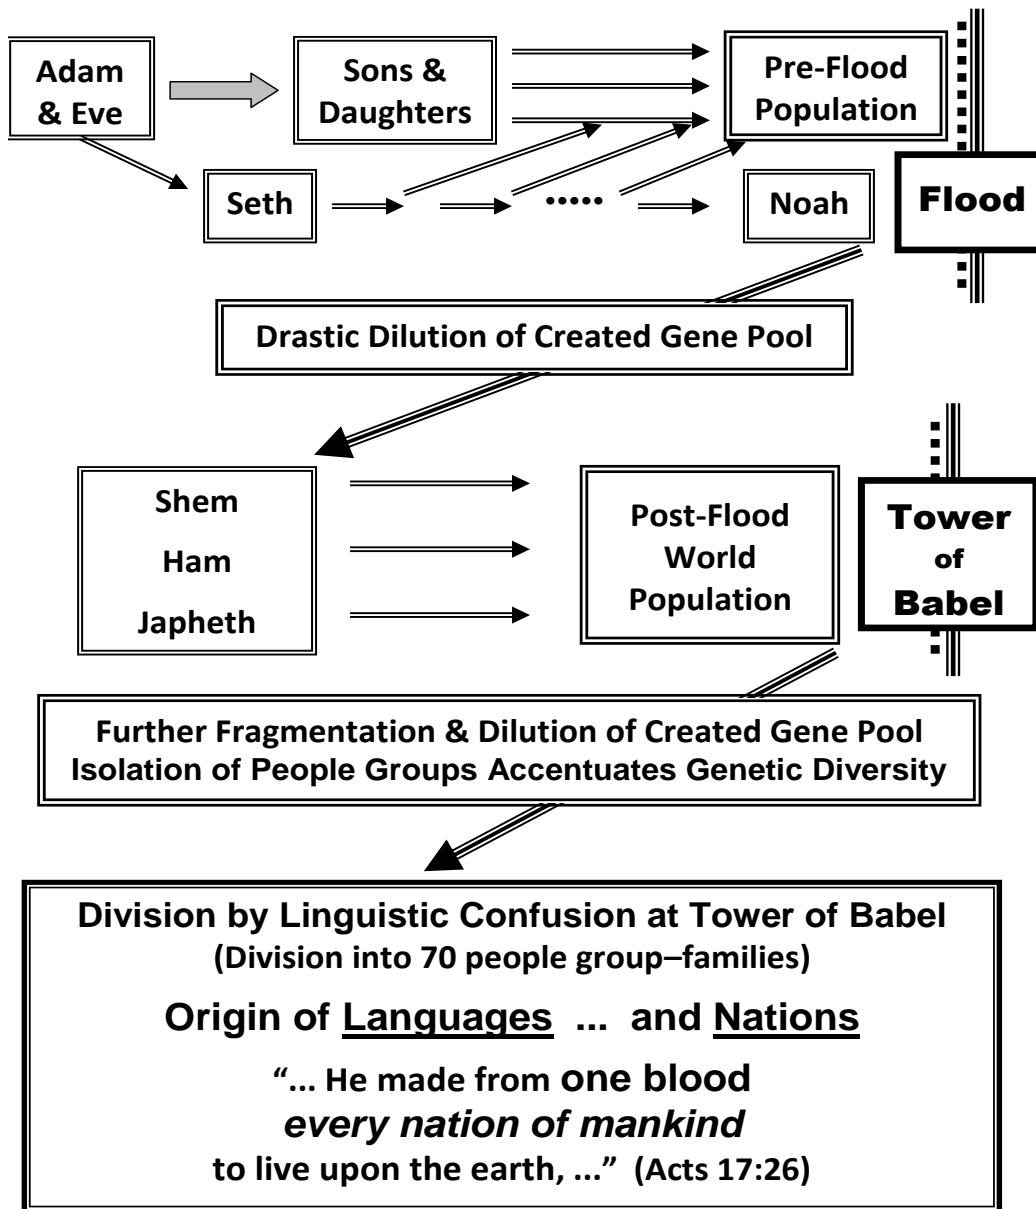 Adam
& Eve
Sons &
Daughters
Pre-Flood
Population
Seth
.....
Noah
Flood
Drastic Dilution of Created Gene Pool
Shem
Ham
Japheth
Post-Flood
World
Population
Tower
of
Babel
Further Fragmentation & Dilution of Created Gene Pool
Isolation of People Groups Accentuates Genetic Diversity
Division by Linguistic Confusion at Tower of Babel
(Division into 70 people group–families)
Origin of Languages ... and Nations
“... He made from one blood
every nation of mankind
to live upon the earth, ...” (Acts 17:26)